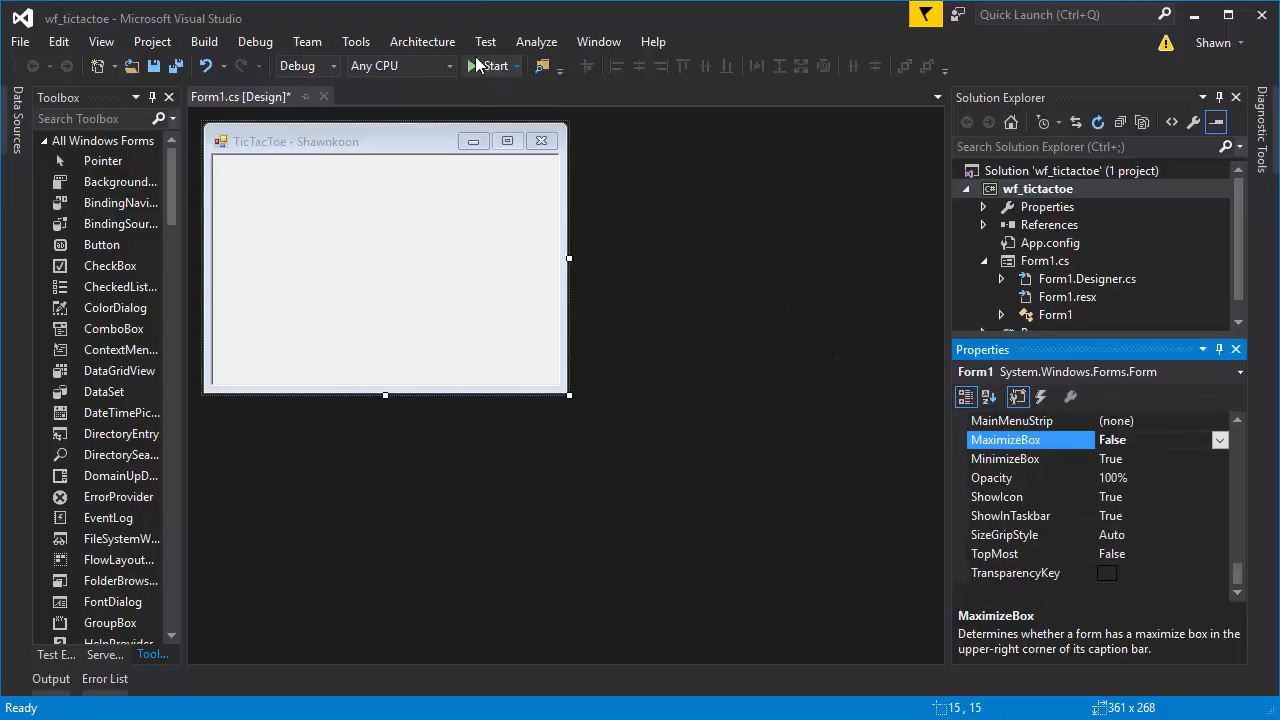 wf_tictactoe - Microsoft Visual Studio
Quick Launch (Ctrl+Q)
File Edit View Project Build Debug Team Tools Architecture Test Analyze Window Help
Shawn
Debug Any CPU Start
Data Sources
Toolbox
Search Toolbox
All Windows Forms
Pointer
Background...
BindingNavi...
BindingSour...
Button
CheckBox
CheckedList...
ColorDialog
ComboBox
ContextMen...
DataGridView
DataSet
DateTimePic...
DirectoryEntry
DirectorySea...
DomainUpD...
ErrorProvider
EventLog
FileSystemW...
FlowLayout...
FolderBrows...
FontDialog
GroupBox
HelpProvider
Test E... Serve... Tool...
Form1.cs [Design]*
TicTacToe - Shawnkoon
Solution Explorer
Search Solution Explorer (Ctrl+;)
Solution 'wf_tictactoe' (1 project)
C# wf_tictactoe
Properties
References
App.config
Form1.cs
Form1.Designer.cs
Form1.resx
Form1
Diagnostic Tools
Properties
Form1 System.Windows.Forms.Form
MainMenuStrip (none)
MaximizeBox False
MinimizeBox True
Opacity 100%
ShowIcon True
ShowInTaskbar True
SizeGripStyle Auto
TopMost False
TransparencyKey
MaximizeBox
Determines whether a form has a maximize box in the
upper-right corner of its caption bar.
Output Error List
Ready 15 , 15 361 x 268